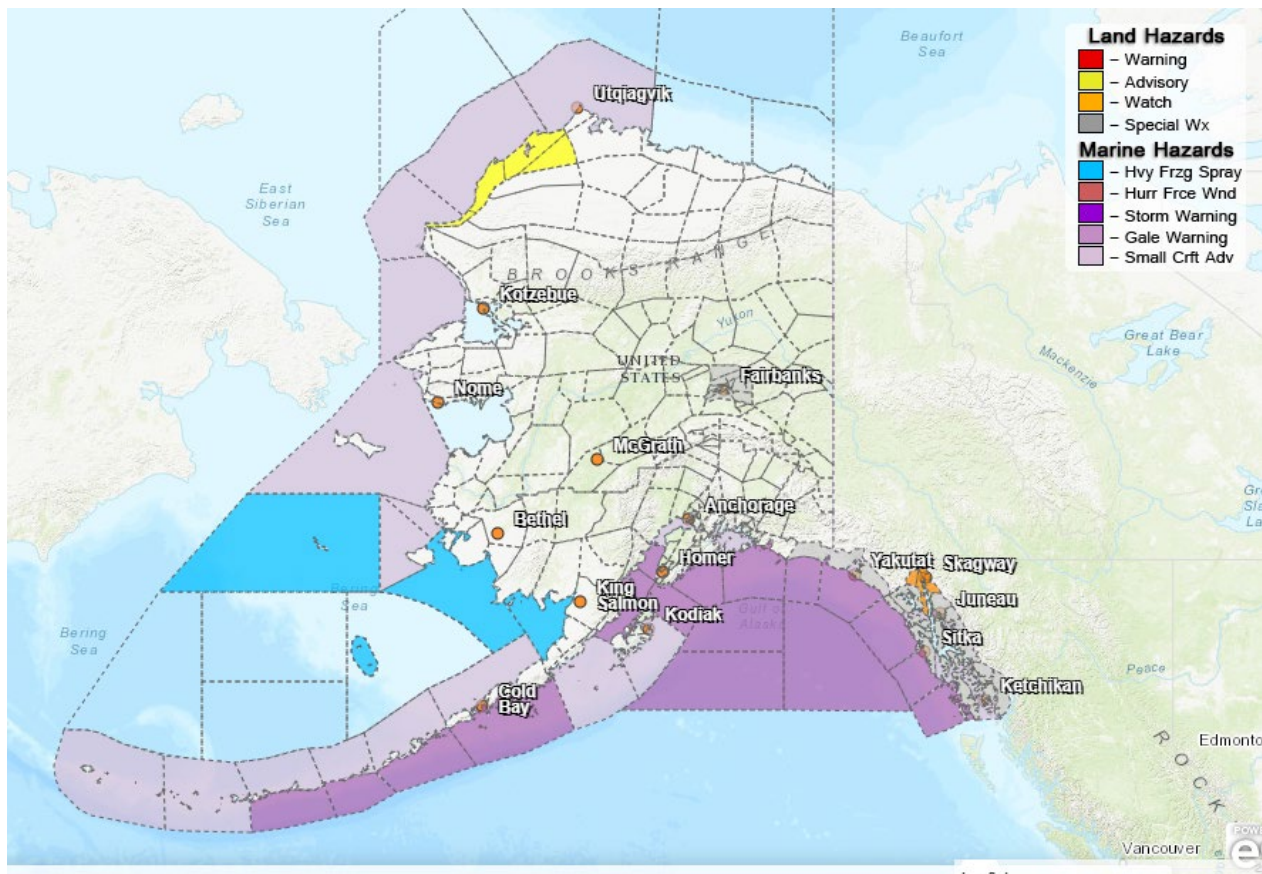 Beaufort
Sea
East
Siberian
Sea
Land Hazards
– Warning
– Advisory
– Watch
– Special Wx
Marine Hazards
– Hvy Frzg Spray
– Hurr Frce Wnd
– Storm Warning
– Gale Warning
– Small Crft Adv
Utqiagvik
BROOKS RANGE
Kotzebue
Yukon
UNITED
STATES
Great Bear
Lake
Mackenzie
Fairbanks
Nome
McGrath
Anchorage
Bethel
Homer
Yakutat
Skagway
King
Salmon
Juneau
Kodiak
Gulf of
Alaska
Bering
Sea
Sea
Sitka
Peace
Ketchikan
Cold
Bay
ROCK
Edmonto
Vancouver